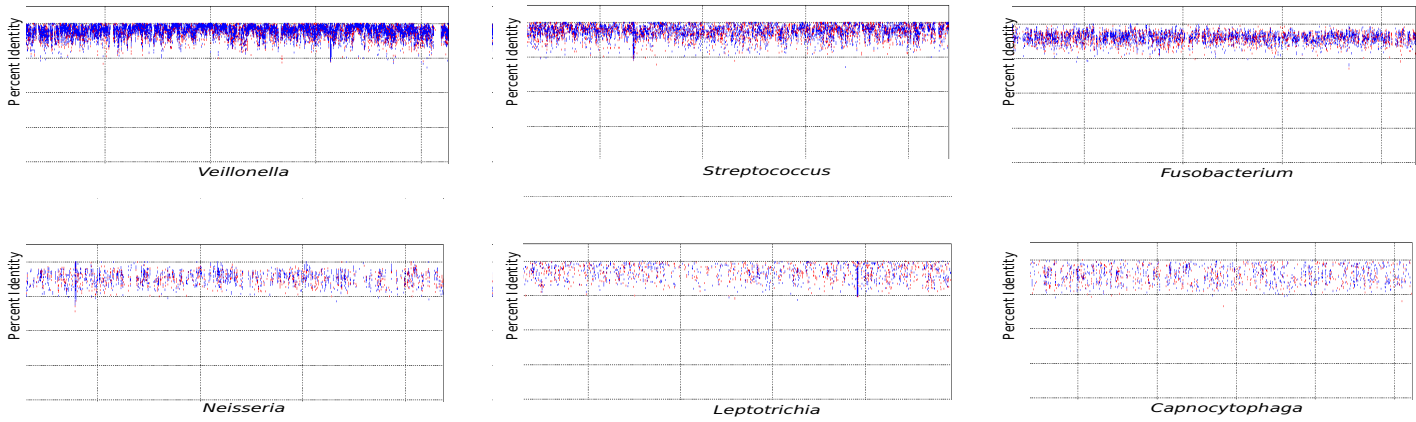 Percent Identity
Percent Identity
Percent Identity
Veillonella
Streptococcus
Fusobacterium
Percent Identity
Percent Identity
Percent Identity
Neisseria
Leptotrichia
Capnocytophaga